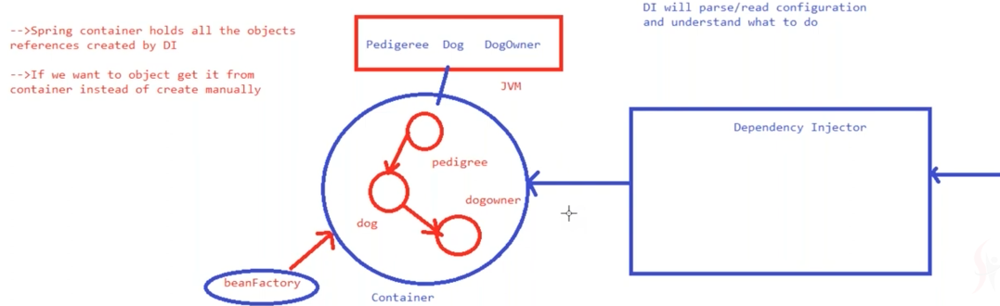 DI will parse/read configuration
and understand what to do
-->Spring container holds all the objects
references created by DI
-->If we want to object get it from
container instead of create manually
Pedigeree Dog DogOwner
JVM
Dependency Injector
pedigree
dogowner
dog
beanFactory
Container